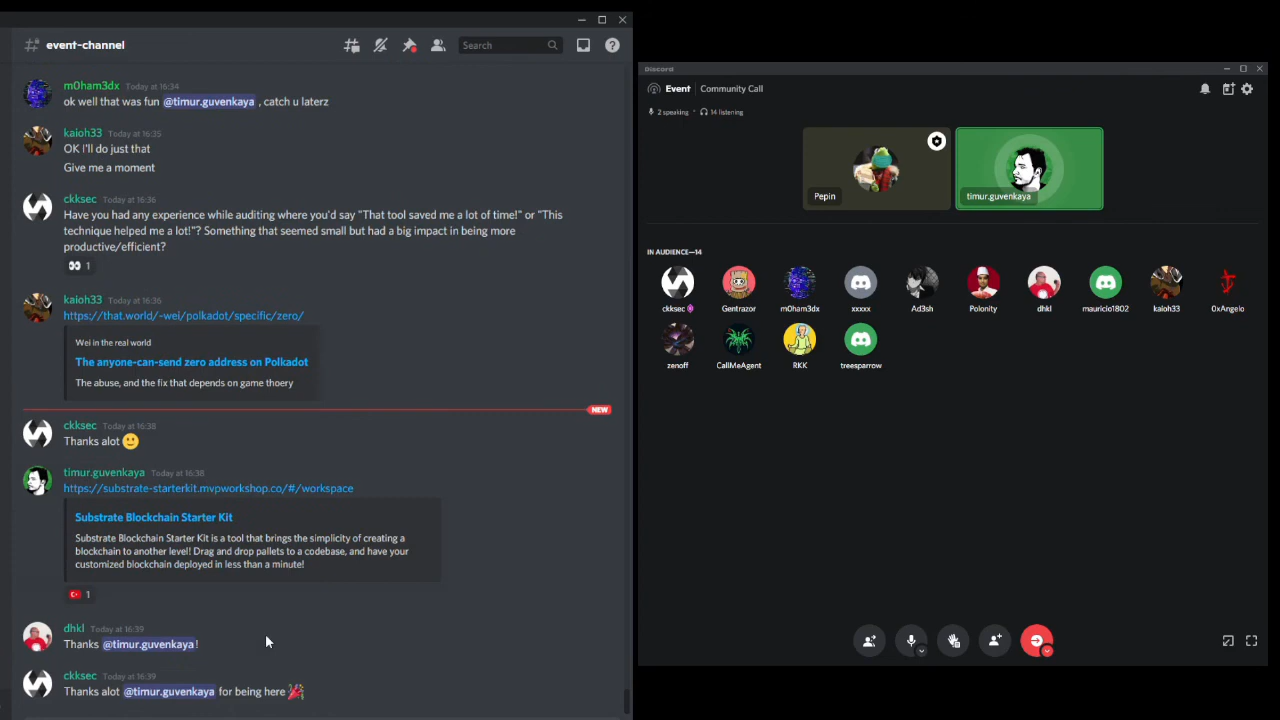 event-channel
Search
m0ham3dx Today at 16:34
ok well that was fun @timur.guvenkaya , catch u laterz
kaioh33 Today at 16:35
OK I'll do just that
Give me a moment
ckksec Today at 16:36
Have you had any experience while auditing where you'd say "That tool saved me a lot of time!" or "This
technique helped me a lot!"? Something that seemed small but had a big impact in being more
productive/efficient?
1
kaioh33 Today at 16:36
https://that.world/~wei/polkadot/specific/zero/
Wei in the real world
The anyone-can-send zero address on Polkadot
The abuse, and the fix that depends on game thoery
NEW
ckksec Today at 16:38
Thanks alot
timur.guvenkaya Today at 16:38
https://substrate-starterkit.mvpworkshop.co/#/workspace
Substrate Blockchain Starter Kit
Substrate Blockchain Starter Kit is a tool that brings the simplicity of creating a
blockchain to another level! Drag and drop pallets to a codebase, and have your
customized blockchain deployed in less than a minute!
1
dhkl Today at 16:39
Thanks @timur.guvenkaya !
ckksec Today at 16:39
Thanks alot @timur.guvenkaya for being here
Discord
Event Community Call
2 speaking • 14 listening
Pepin
timur.guvenkaya
IN AUDIENCE—14
ckksec Gentrazor m0ham3dx xxxxx Ad3sh Polonity dhkl mauricio1802 kaioh33 0xAngelo
zenoff CallMeAgent RKK treesparrow